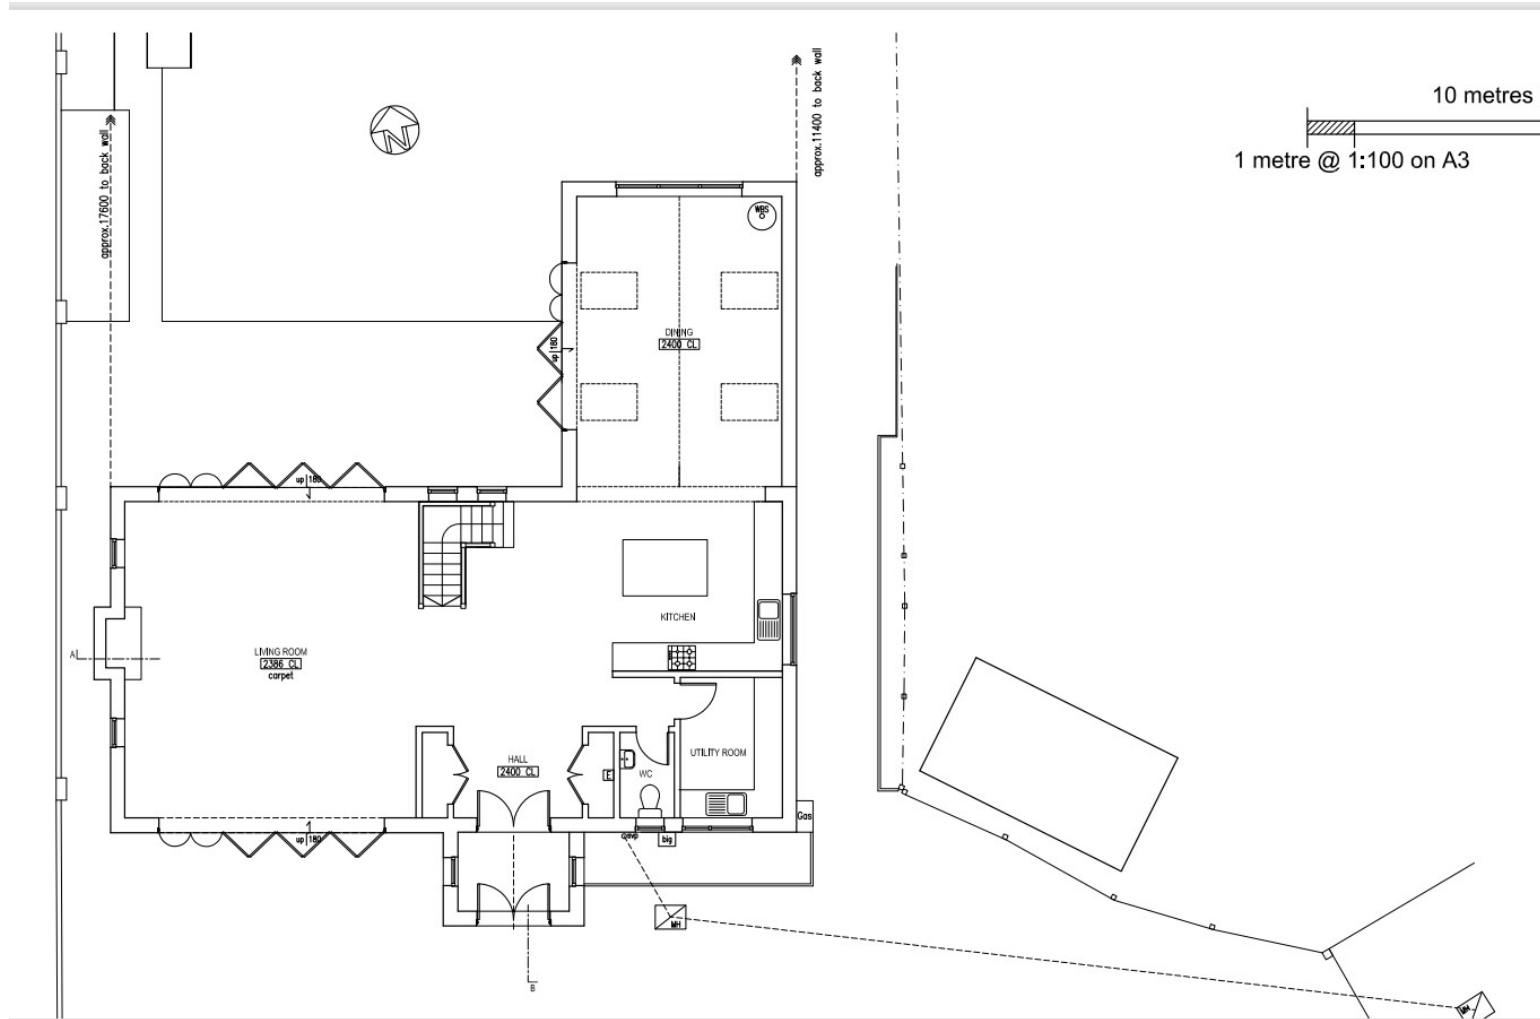 approx.11400 to back wall
10 metres
approx.17600 to back wall
N
1 metre @ 1:100 on A3
WBS
DINING
2400 CL
up 180
up 180
KITCHEN
A
LIVING ROOM
2386 CL
carpet
UTILITY ROOM
HALL
2400 CL
E
WC
Gas
up 180
big
MH
B
MH